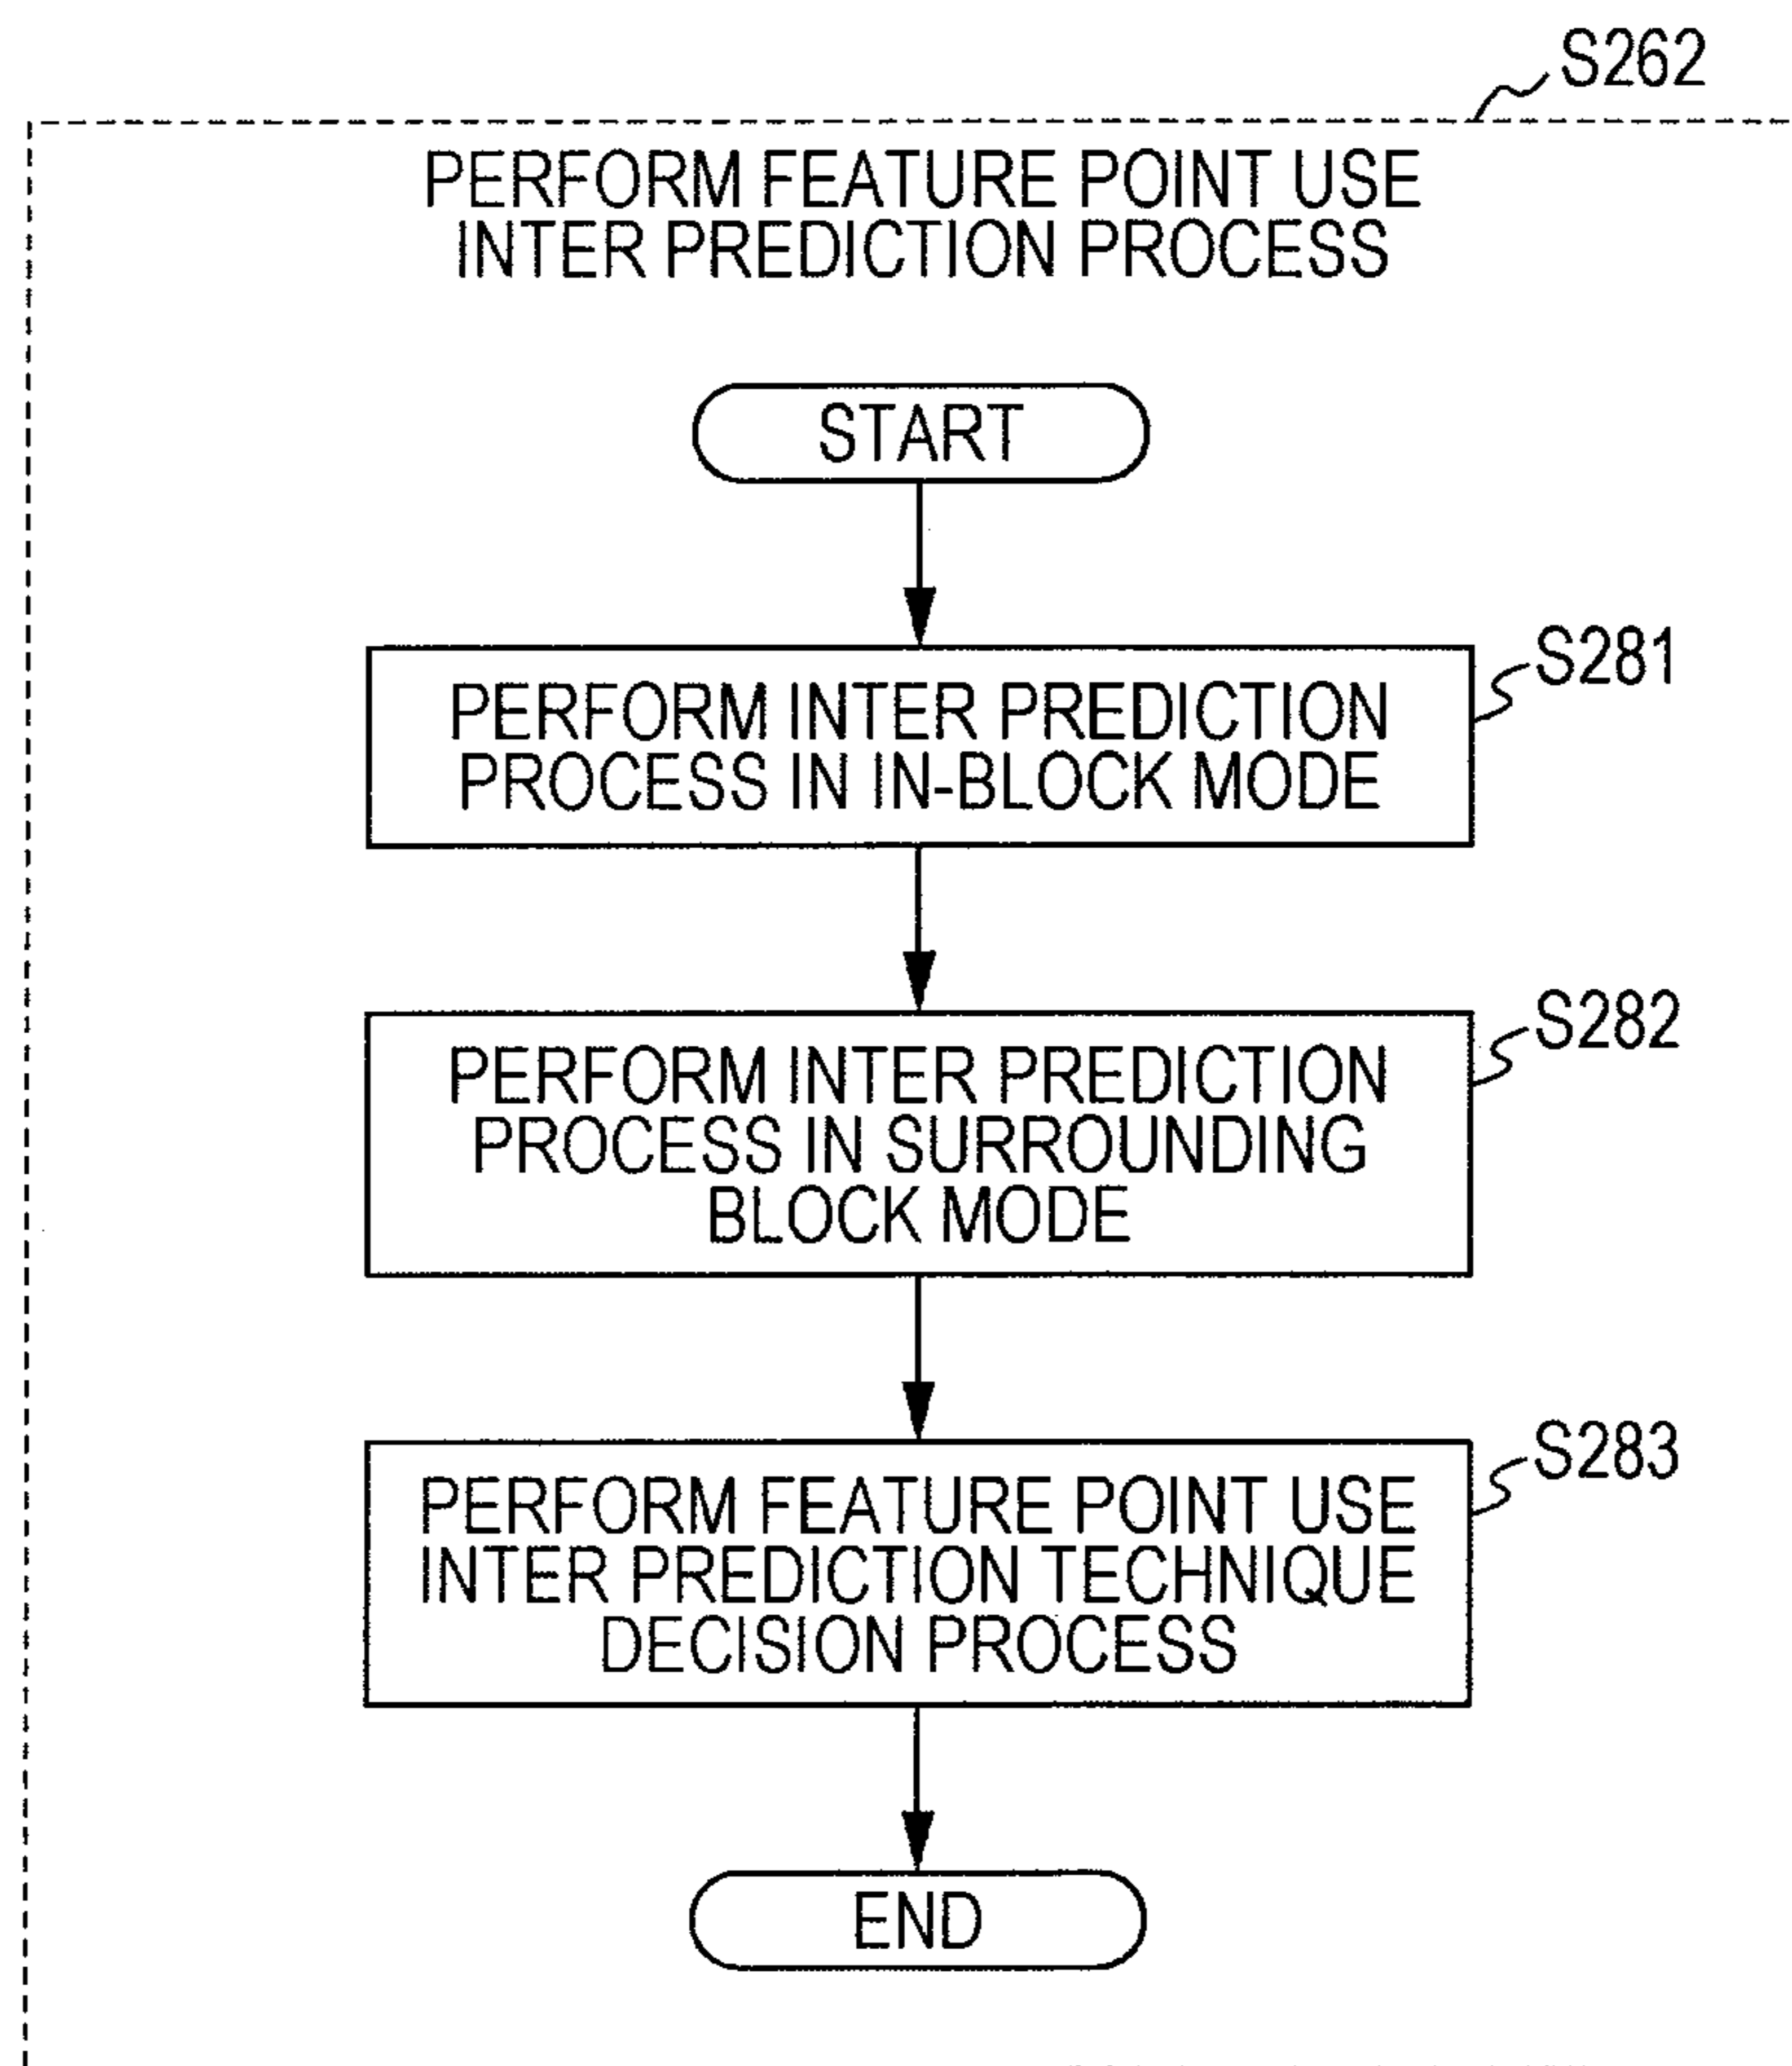 S262
PERFORM FEATURE POINT USE
INTER PREDICTION PROCESS
START
S281
PERFORM INTER PREDICTION
PROCESS IN IN-BLOCK MODE
S282
PERFORM INTER PREDICTION
PROCESS IN SURROUNDING
BLOCK MODE
S283
PERFORM FEATURE POINT USE
INTER PREDICTION TECHNIQUE
DECISION PROCESS
END